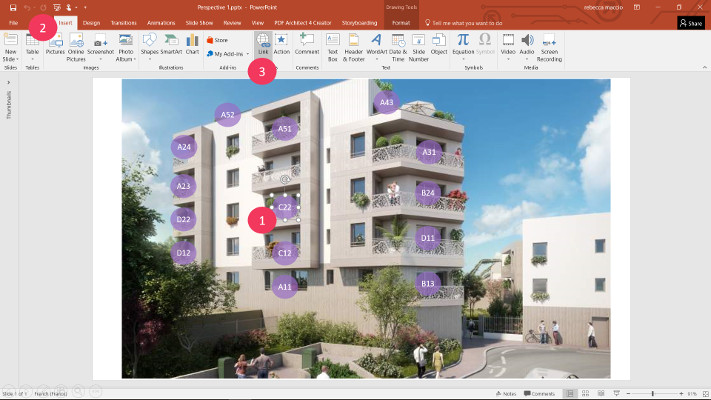 Perspective 1.pptx - PowerPoint
Drawing Tools
rebecca maccio
File
2
Insert
Design
Transitions
Animations
Slide Show
Review
View
PDF Architect 4 Creator
Storyboarding
Format
Tell me what you want to do
Share
New Slide
Table
Pictures
Online Pictures
Screenshot
Photo Album
Shapes
SmartArt
Chart
Store
My Add-ins
Link
Action
Comment
Text Box
Header & Footer
WordArt
Date & Time
Slide Number
Object
Equation
Symbol
Video
Audio
Screen Recording
Slides
Tables
Images
Illustrations
Add-ins
3
Comments
Text
Symbols
Media
Thumbnails
A43
A52
A51
A24
A31
A23
B24
C22
1
D22
D11
D12
C12
B13
A11
Slide 1 of 1
French (France)
Notes
Comments